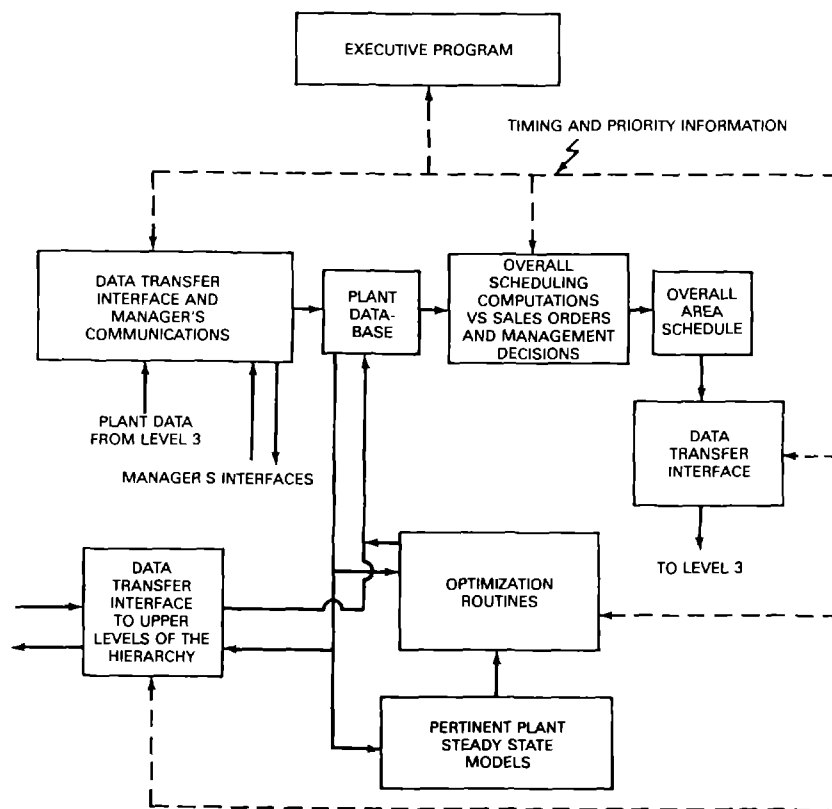 EXECUTIVE PROGRAM
TIMING AND PRIORITY INFORMATION
DATA TRANSFER
INTERFACE AND
MANAGER'S
COMMUNICATIONS
PLANT
DATA-
BASE
OVERALL
SCHEDULING
COMPUTATIONS
VS SALES ORDERS
AND MANAGEMENT
DECISIONS
OVERALL
AREA
SCHEDULE
PLANT DATA
FROM LEVEL 3
MANAGER S INTERFACES
DATA
TRANSFER
INTERFACE
TO LEVEL 3
DATA
TRANSFER
INTERFACE
TO UPPER
LEVELS OF THE
HIERARCHY
OPTIMIZATION
ROUTINES
PERTINENT PLANT
STEADY STATE
MODELS